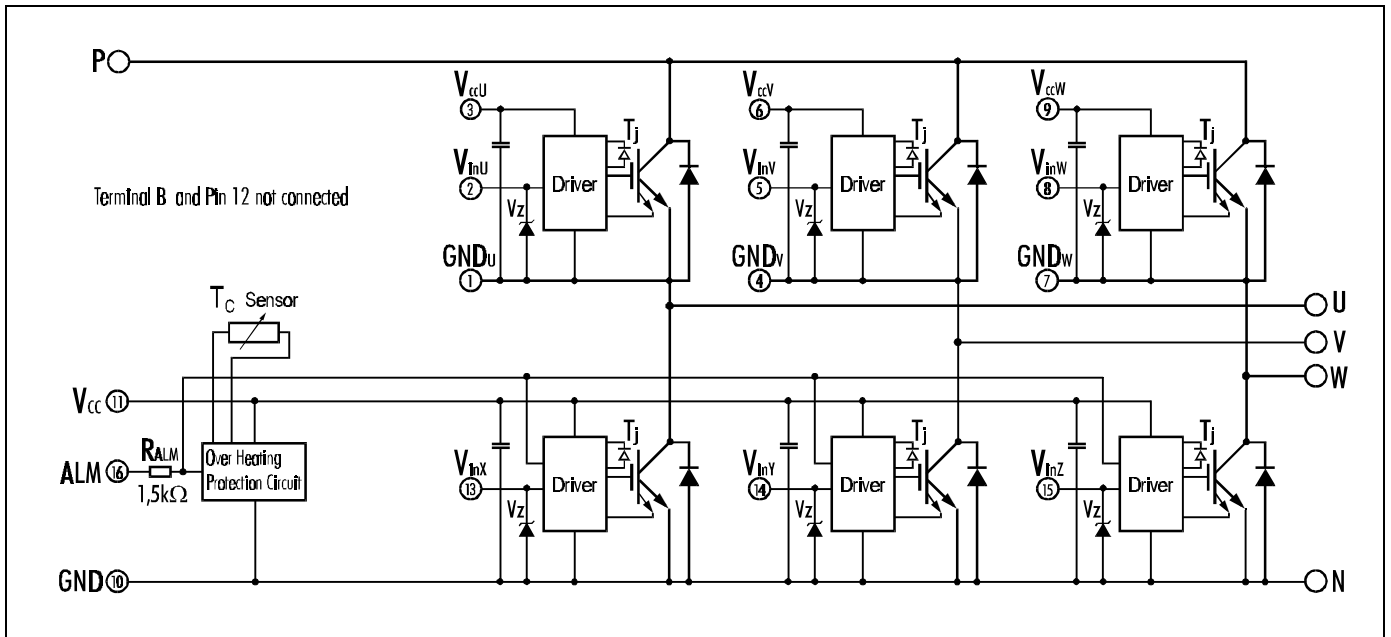 P
VccU
3
VinU
2
Vz
GNDU
1
Driver
Tj
VccV
6
VinV
5
Vz
GNDV
4
Driver
Tj
VccW
9
VinW
8
Vz
GNDW
7
Driver
Tj
Terminal B and Pin 12 not connected
TC Sensor
U
V
W
Vcc 11
RALM
ALM 16
1,5kΩ
Over Heating
Protection Circuit
VinX
13
Vz
Driver
Tj
VinY
14
Vz
Driver
Tj
VinZ
15
Vz
Driver
Tj
GND 10
N